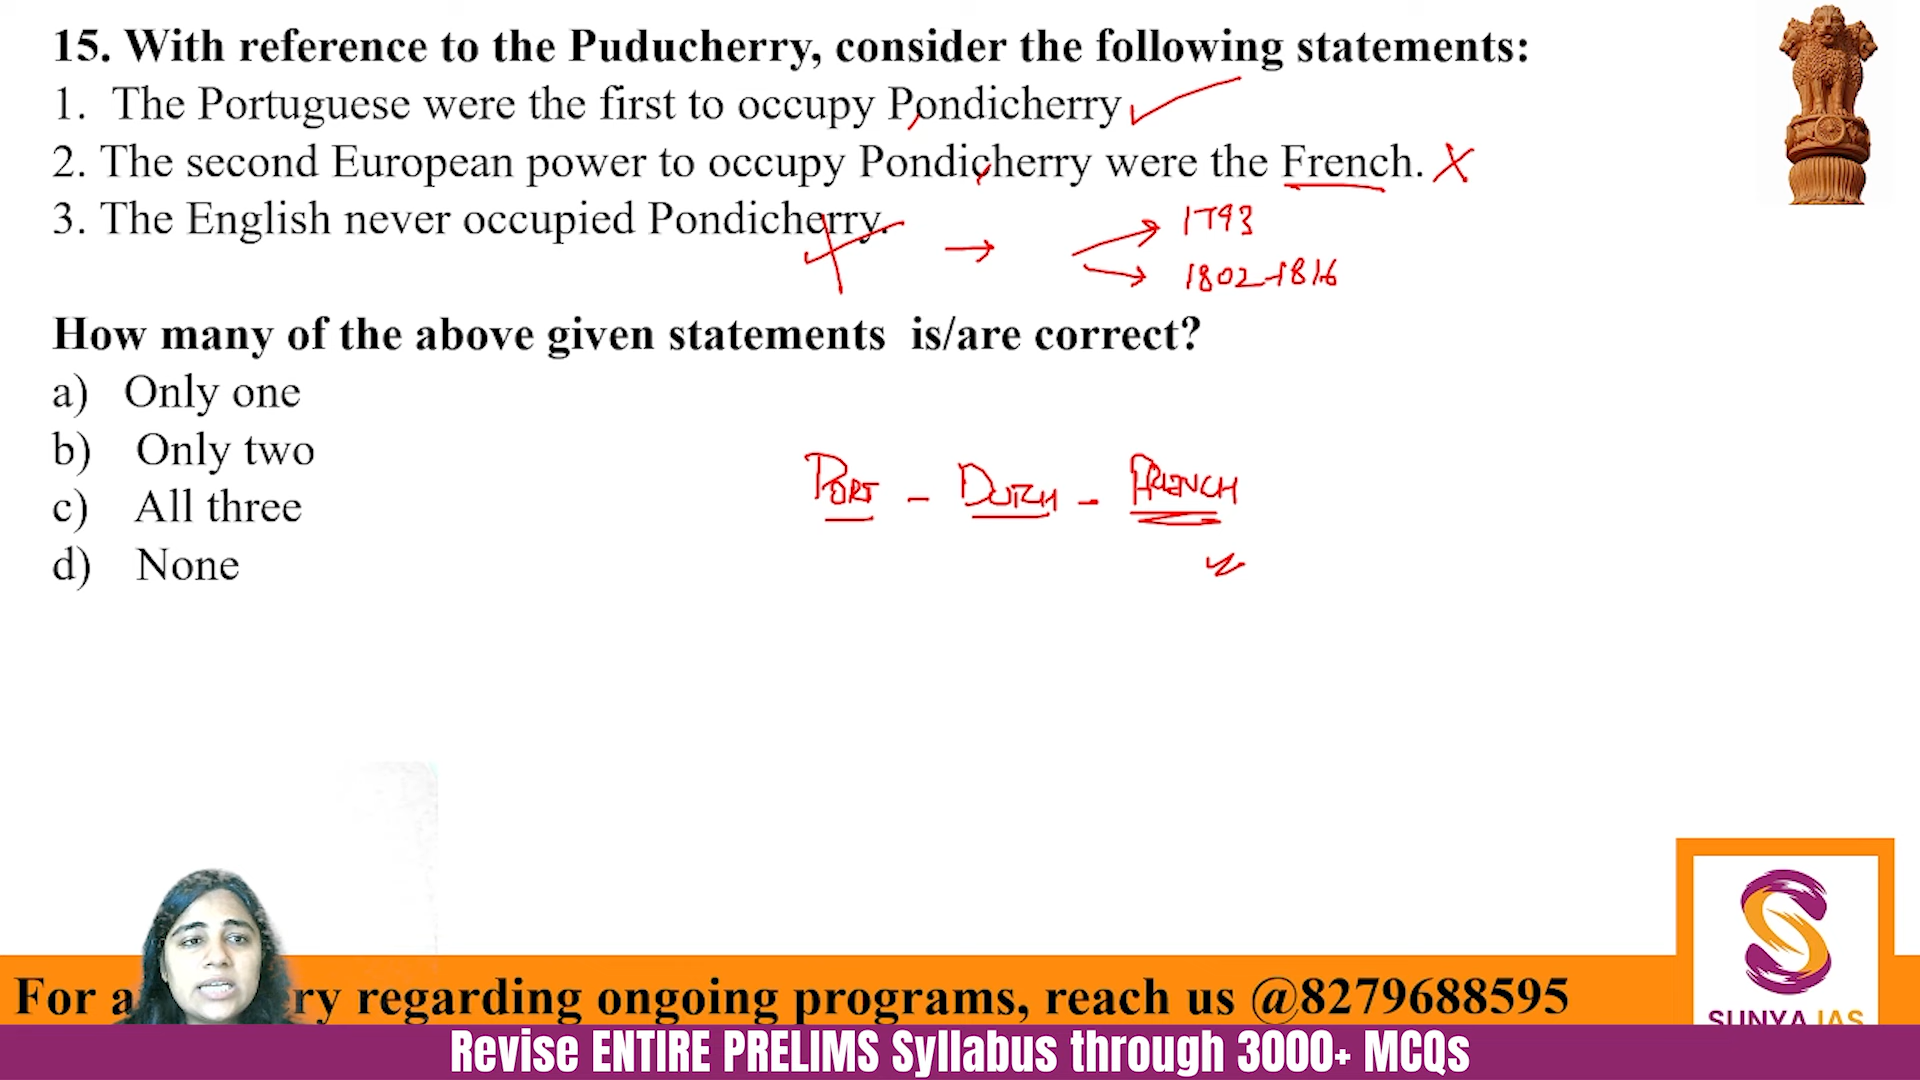 15. With reference to the Puducherry, consider the following statements:
1. The Portuguese were the first to occupy Pondicherry
2. The second European power to occupy Pondicherry were the French. X
3. The English never occupied Pondicherry.
1793
1802-1816
How many of the above given statements is/are correct?
a) Only one
b) Only two
c) All three
d) None
PORT - DUTCH - FRENCH
For a ry regarding ongoing programs, reach us @8279688595
SUNYA IAS
Revise ENTIRE PRELIMS Syllabus through 3000+ MCQs